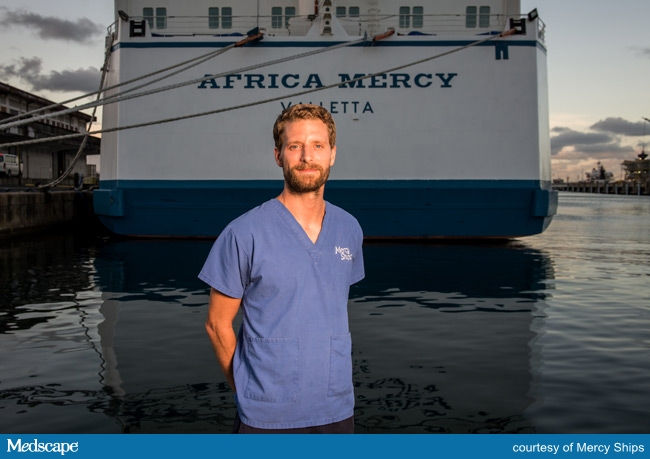 AFRICA MERCY
VALLETTA
Mercy
Ships
Medscape
courtesy of Mercy Ships